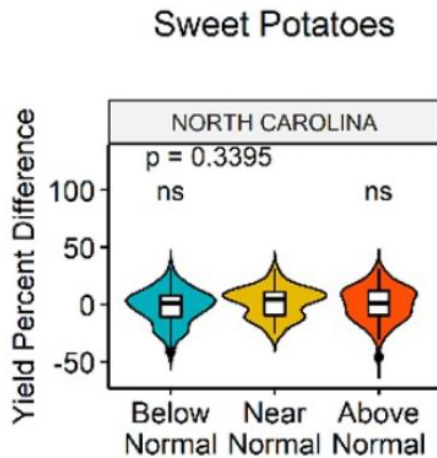 Sweet Potatoes
NORTH CAROLINA
p = 0.3395
ns ns
Yield Percent Difference
100
50
0
-50
Below Near Above
Normal Normal Normal